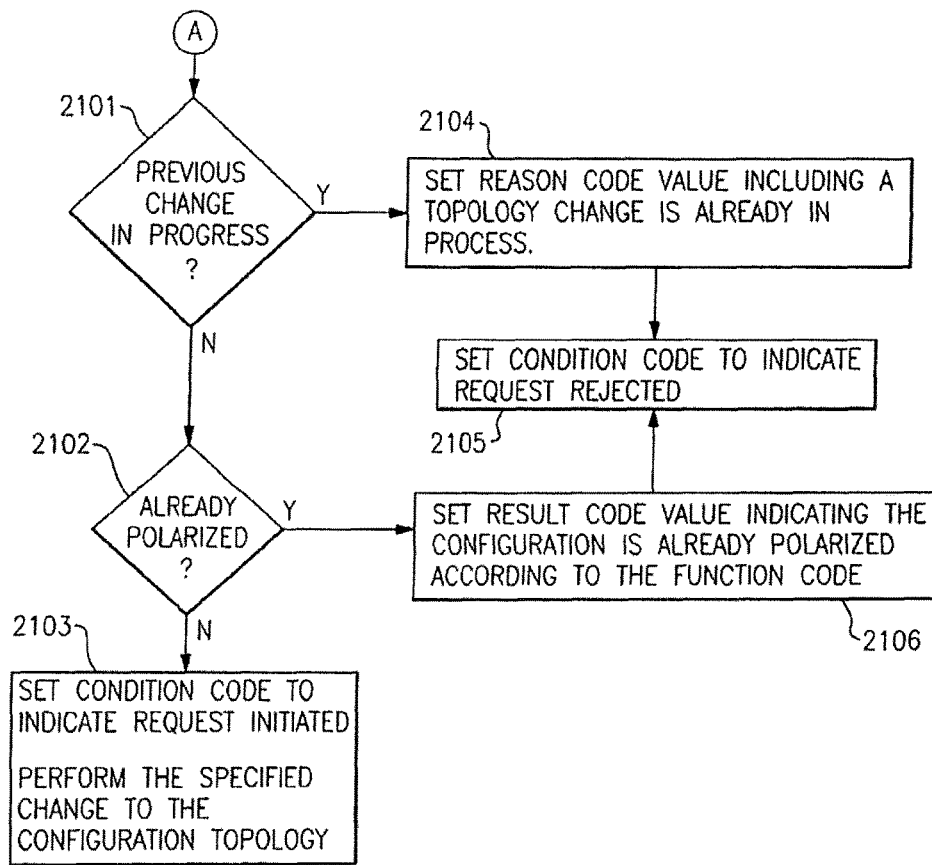 A
2101
PREVIOUS
CHANGE
IN PROGRESS
?
Y
N
2104
SET REASON CODE VALUE INCLUDING A
TOPOLOGY CHANGE IS ALREADY IN
PROCESS.
SET CONDITION CODE TO INDICATE
REQUEST REJECTED
2105
2102
ALREADY
POLARIZED
?
Y
N
SET RESULT CODE VALUE INDICATING THE
CONFIGURATION IS ALREADY POLARIZED
ACCORDING TO THE FUNCTION CODE
2106
2103
SET CONDITION CODE TO
INDICATE REQUEST INITIATED
PERFORM THE SPECIFIED
CHANGE TO THE
CONFIGURATION TOPOLOGY